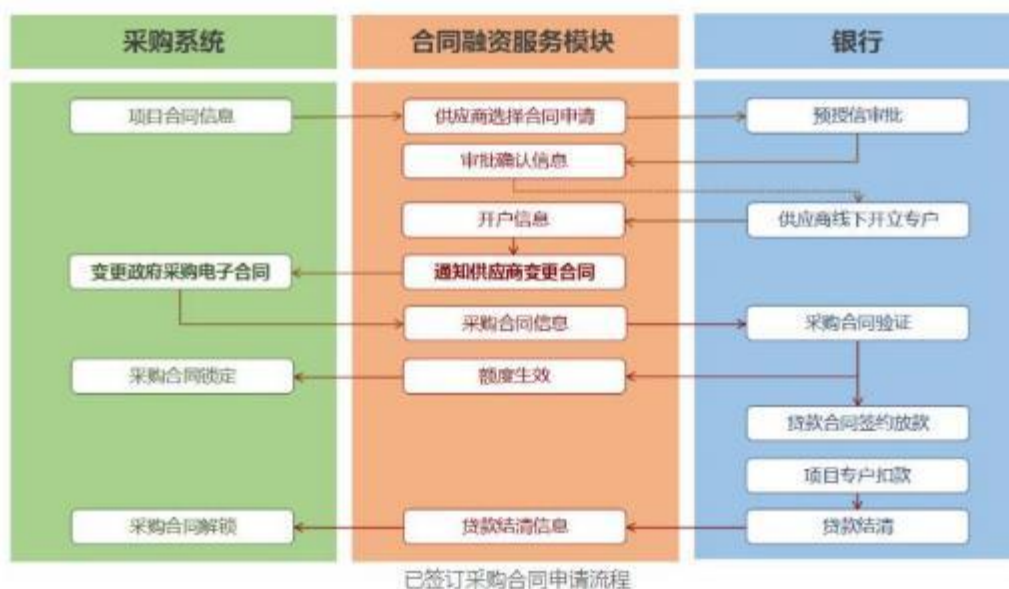 采购系统 合同融资服务模块 银行
项目合同信息 供应商选择合同申请 预授信审批
审批确认信息
开户信息 供应商线下开立专户
变更政府采购电子合同 通知供应商变更合同
采购合同信息 采购合同验证
采购合同锁定 额度生效
贷款合同签约放款
项目专户扣款
采购合同解锁 贷款结清信息 贷款结清
已签订采购合同申请流程